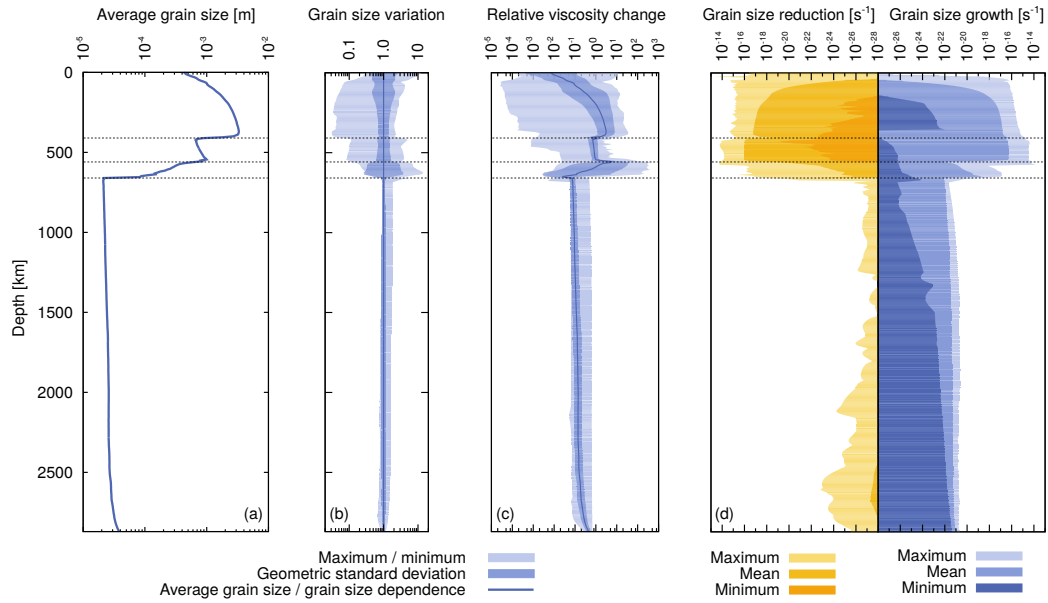 Average grain size [m]
Grain size variation
Relative viscosity change
Grain size reduction [s⁻¹]
Grain size growth [s⁻¹]
10⁻⁵ 10⁻⁴ 10⁻³ 10⁻²
0.1 1.0 10
10⁻⁵ 10⁻⁴ 10⁻³ 10⁻² 10⁻¹ 10⁰ 10¹ 10² 10³
10⁻¹⁴ 10⁻¹⁶ 10⁻¹⁸ 10⁻²⁰ 10⁻²² 10⁻²⁴ 10⁻²⁶ 10⁻²⁸ 10⁻²⁶ 10⁻²⁴ 10⁻²² 10⁻²⁰ 10⁻¹⁸ 10⁻¹⁶ 10⁻¹⁴
Depth [km]
0
500
1000
1500
2000
2500
(a)
(b)
(c)
(d)
Maximum / minimum
Geometric standard deviation
Average grain size / grain size dependence
Maximum
Mean
Minimum
Maximum
Mean
Minimum